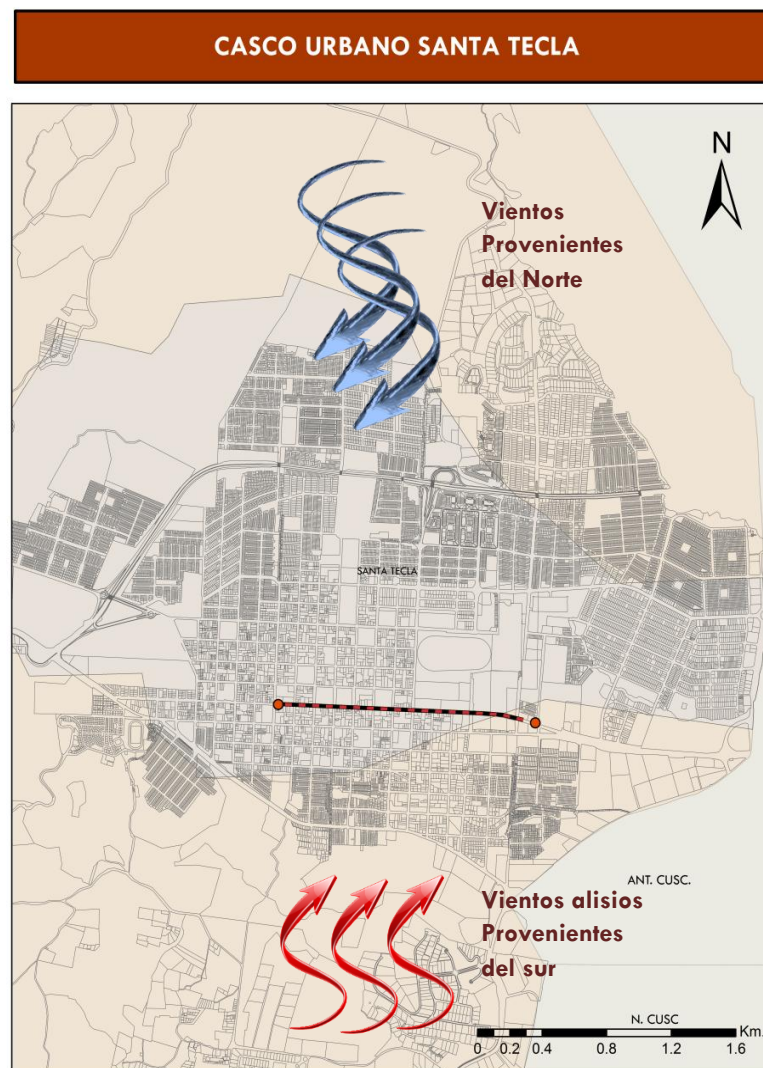 CASCO URBANO SANTA TECLA
N
Vientos
Provenientes
del Norte
SANTA TECLA
ANT. CUSC.
Vientos alisios
Provenientes
del sur
N. CUSC
Km.
0 0.2 0.4 0.8 1.2 1.6